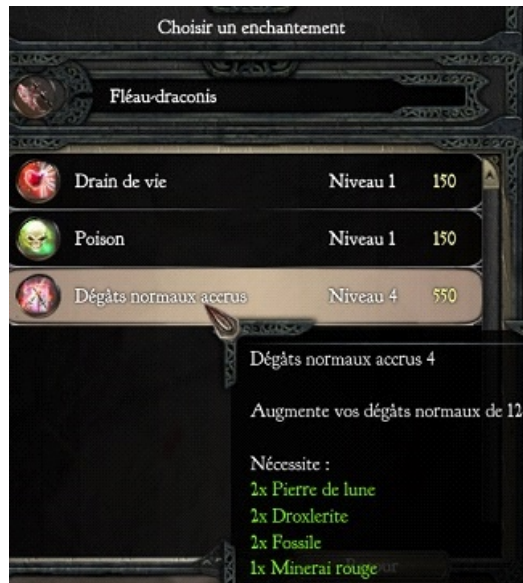 Choisir un enchantement
Fléau-draconis
Drain de vie Niveau 1 150
Poison Niveau 1 150
Dégâts normaux accrus Niveau 4 550
Dégâts normaux accrus 4
Augmente vos dégâts normaux de 12
Nécessite :
2x Pierre de lune
2x Droxlerite
2x Fossile
1x Minerai rouge